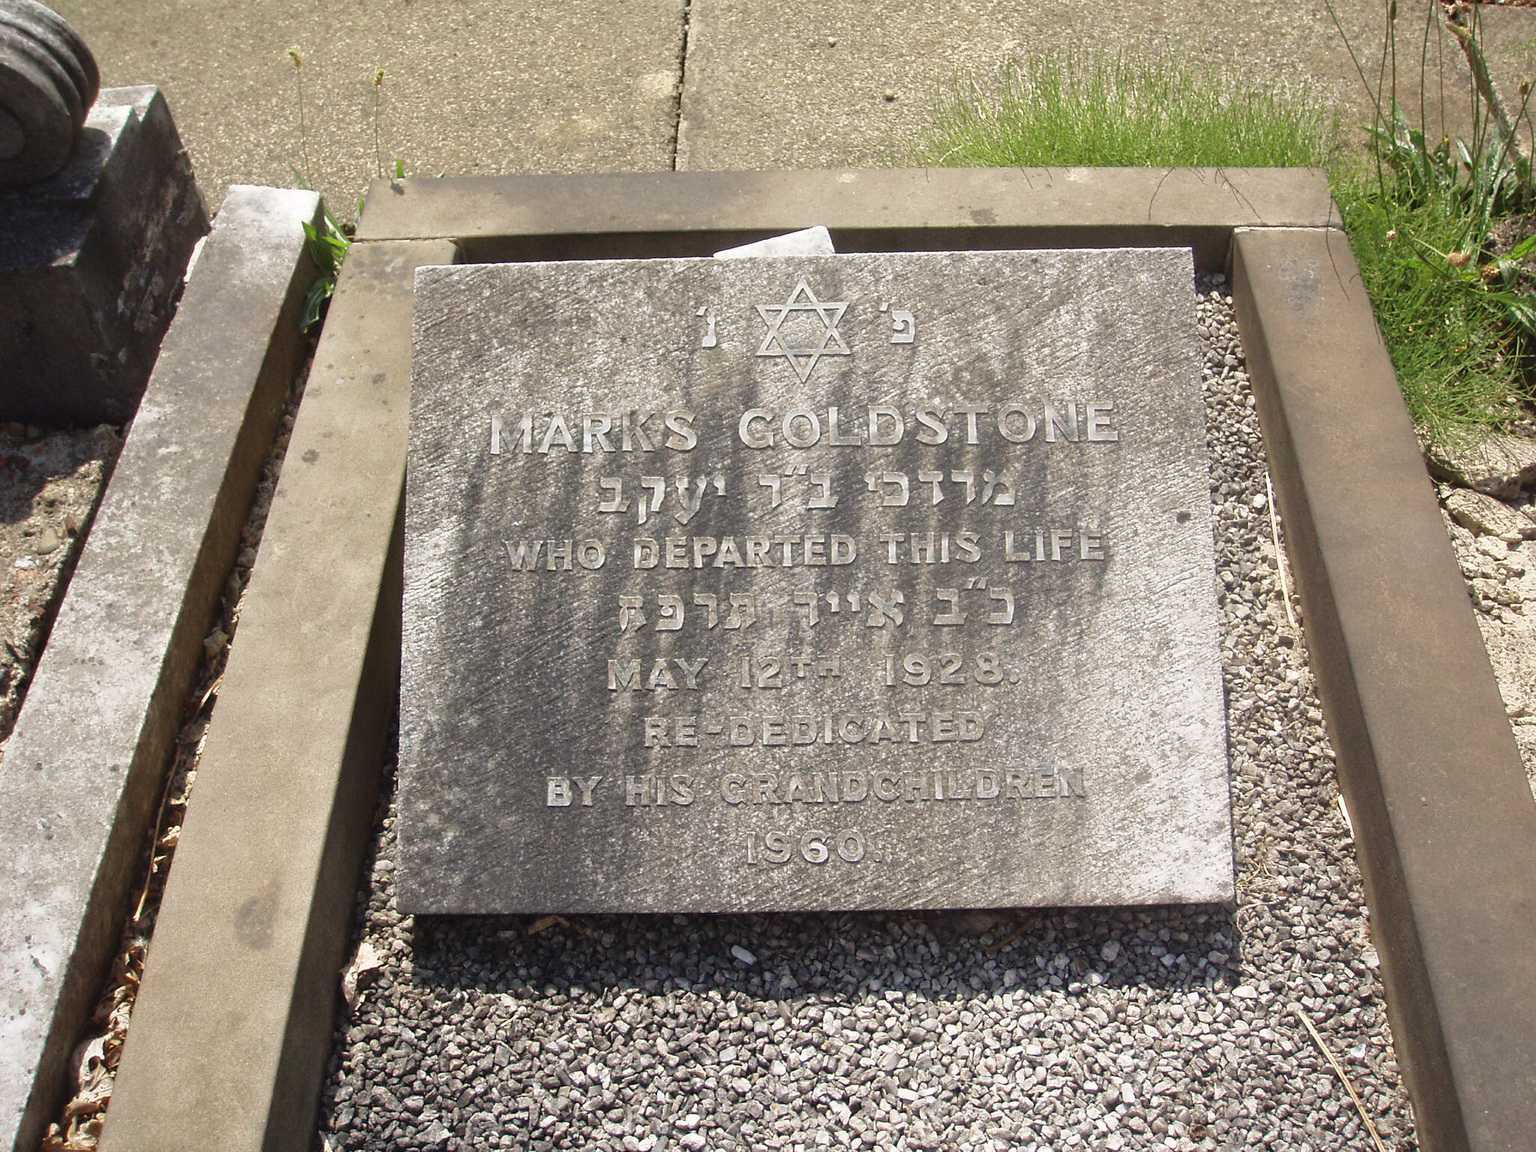 פ' נ'
MARKS GOLDSTONE
מרדכי ב"ר יעקב
WHO DEPARTED THIS LIFE
כ"ב אייר תרפח
MAY 12TH 1928.
RE-DEDICATED
BY HIS GRANDCHILDREN
1960.